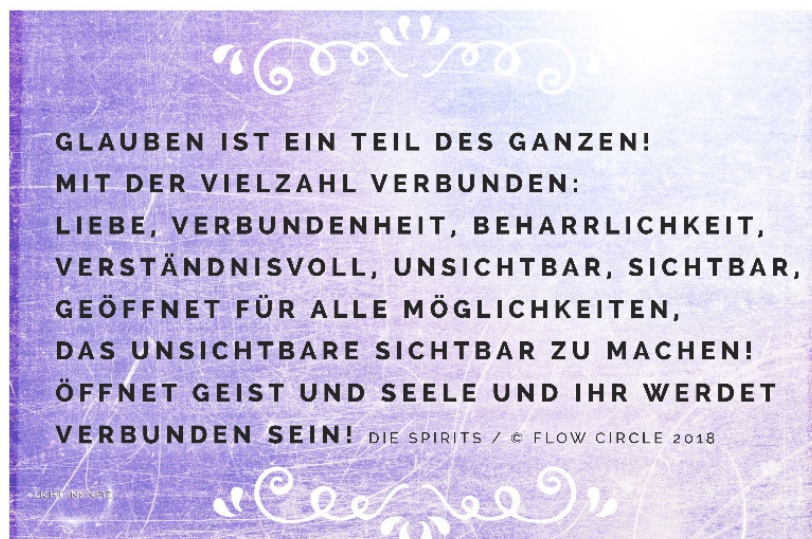 GLAUBEN IST EIN TEIL DES GANZEN!
MIT DER VIELZAHL VERBUNDEN:
LIEBE, VERBUNDENHEIT, BEHARRLICHKEIT,
VERSTÄNDNISVOLL, UNSICHTBAR, SICHTBAR,
GEÖFFNET FÜR ALLE MÖGLICHKEITEN,
DAS UNSICHTBARE SICHTBAR ZU MACHEN!
ÖFFNET GEIST UND SEELE UND IHR WERDET
VERBUNDEN SEIN! DIE SPIRITS / © FLOW CIRCLE 2018